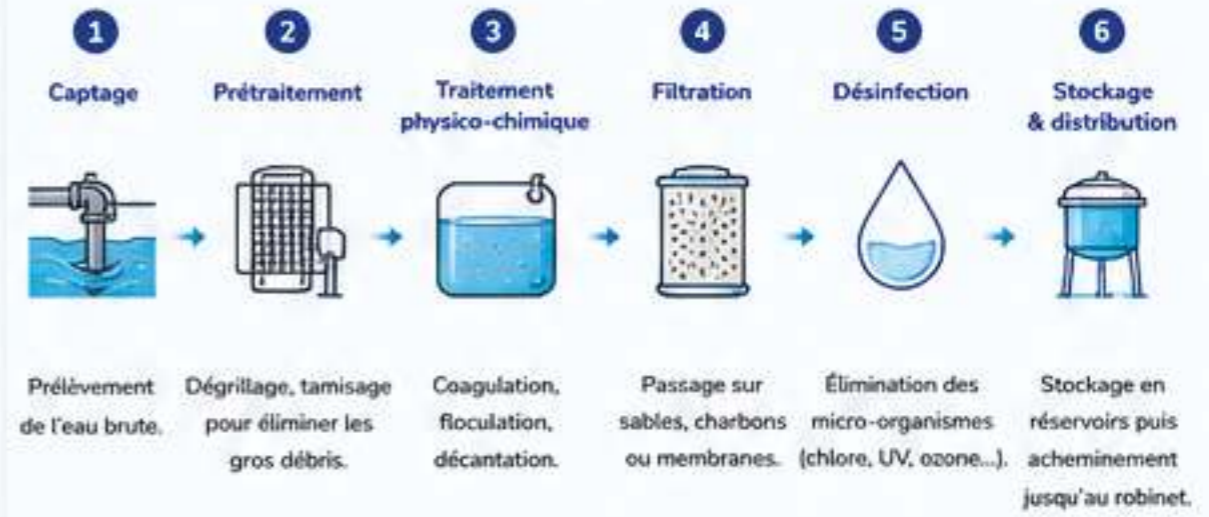 1
Captage
Prélèvement
de l'eau brute.
2
Prétraitement
Dégrillage, tamisage
pour éliminer les
gros débris.
3
Traitement
physico-chimique
Coagulation,
floculation,
décantation.
4
Filtration
Passage sur
sables, charbons
ou membranes.
5
Désinfection
Élimination des
micro-organismes
(chlore, UV, ozone...).
6
Stockage
& distribution
Stockage en
réservoirs puis
acheminement
jusqu'au robinet.